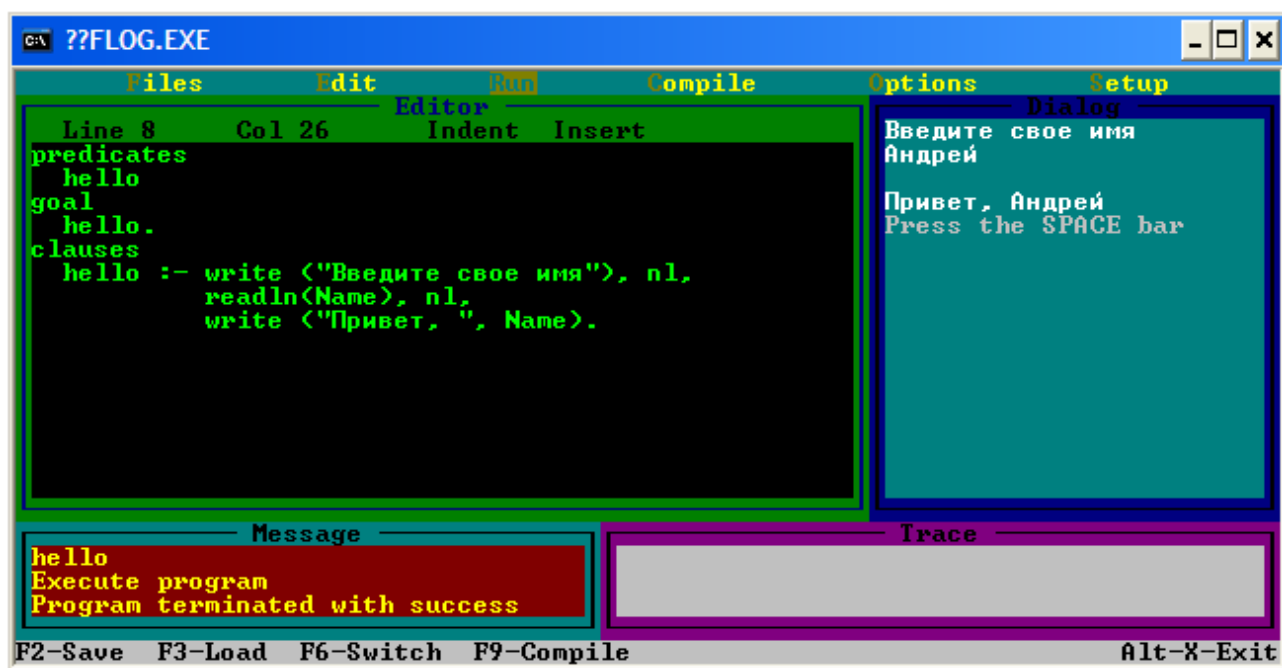 ??FLOG.EXE
Files Edit Run Compile Options Setup
Editor
Line 8 Col 26 Indent Insert
predicates
hello
goal
hello.
clauses
hello :- write ("Введите свое имя"), nl,
readln(Name), nl,
write ("Привет, ", Name).
Dialog
Введите свое имя
Андрей
Привет, Андрей
Press the SPACE bar
Message
hello
Execute program
Program terminated with success
Trace
F2-Save F3-Load F6-Switch F9-Compile Alt-X-Exit